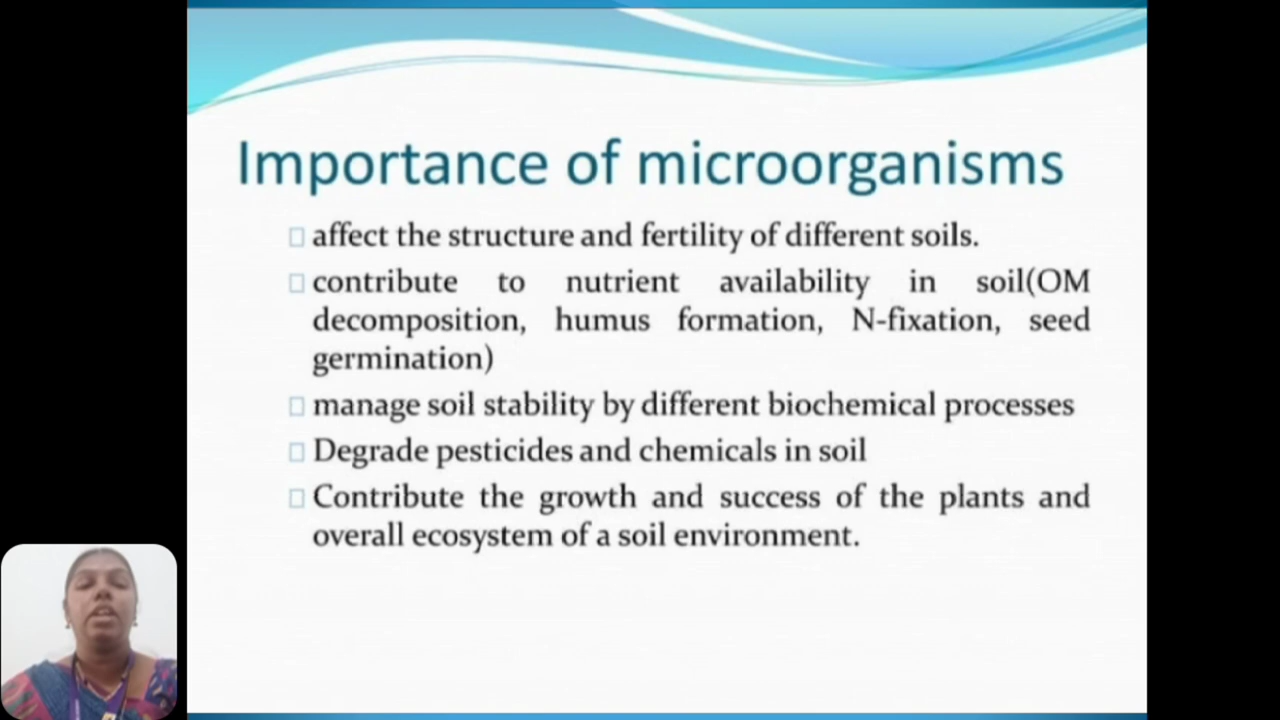 Importance of microorganisms
affect the structure and fertility of different soils.
contribute to nutrient availability in soil(OM
decomposition, humus formation, N-fixation, seed
germination)
manage soil stability by different biochemical processes
Degrade pesticides and chemicals in soil
Contribute the growth and success of the plants and
overall ecosystem of a soil environment.